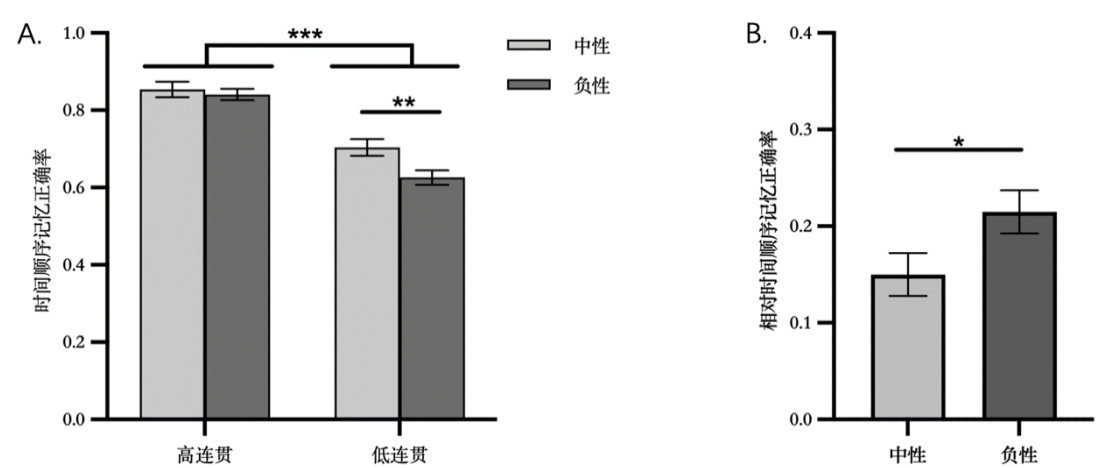 A.
时间顺序记忆正确率
1.0
0.8
0.6
0.4
0.2
0.0
***
**
高连贯
低连贯
中性
负性
B.
相对时间顺序记忆正确率
0.4
0.3
0.2
0.1
0.0
*
中性
负性